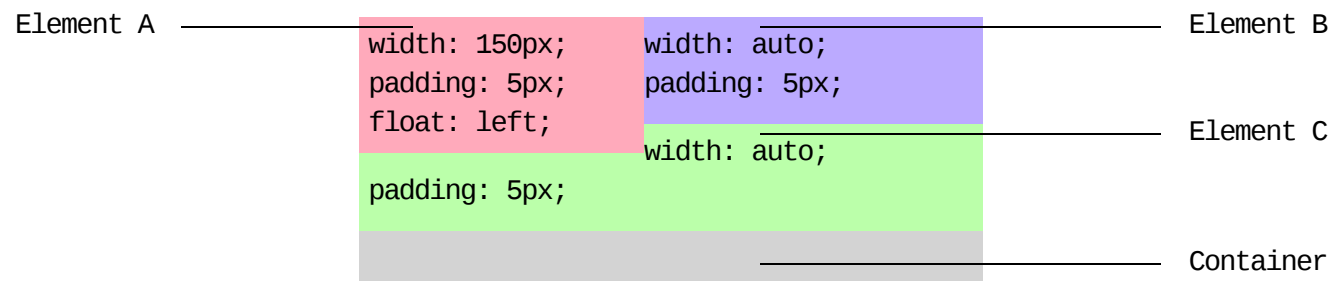 Element A
width: 150px;
padding: 5px;
float: left;
width: auto;
padding: 5px;
Element B
width: auto;
padding: 5px;
Element C
Container